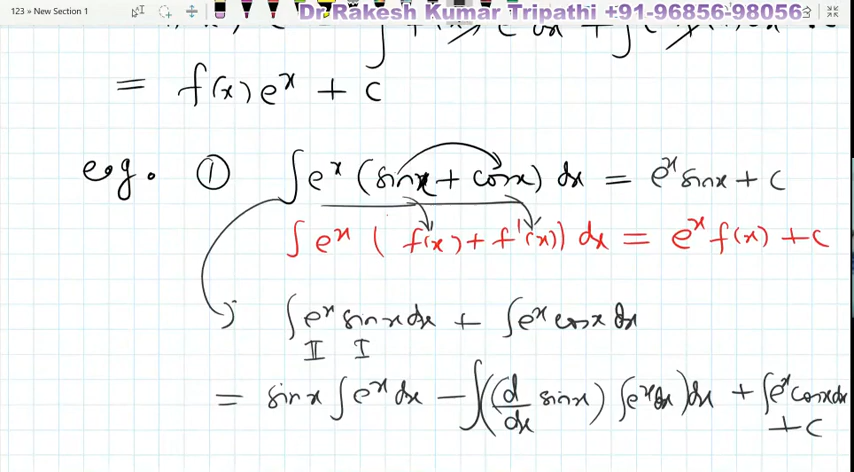 123 » New Section 1
Dr Rakesh Kumar Tripathi +91-96856-98056
= f(x) eˣ + C
e.g. ① ∫ eˣ (sinx + cosx) dx = eˣ sinx + C
∫ eˣ ( f(x) + f'(x)) dx = eˣ f(x) + C
∫ eˣ sinx dx + ∫ eˣ cosx dx
II I
= sinx ∫ eˣ dx − ∫((d/dx sinx) ∫ eˣ dx) dx + ∫ eˣ cosx dx
+ C